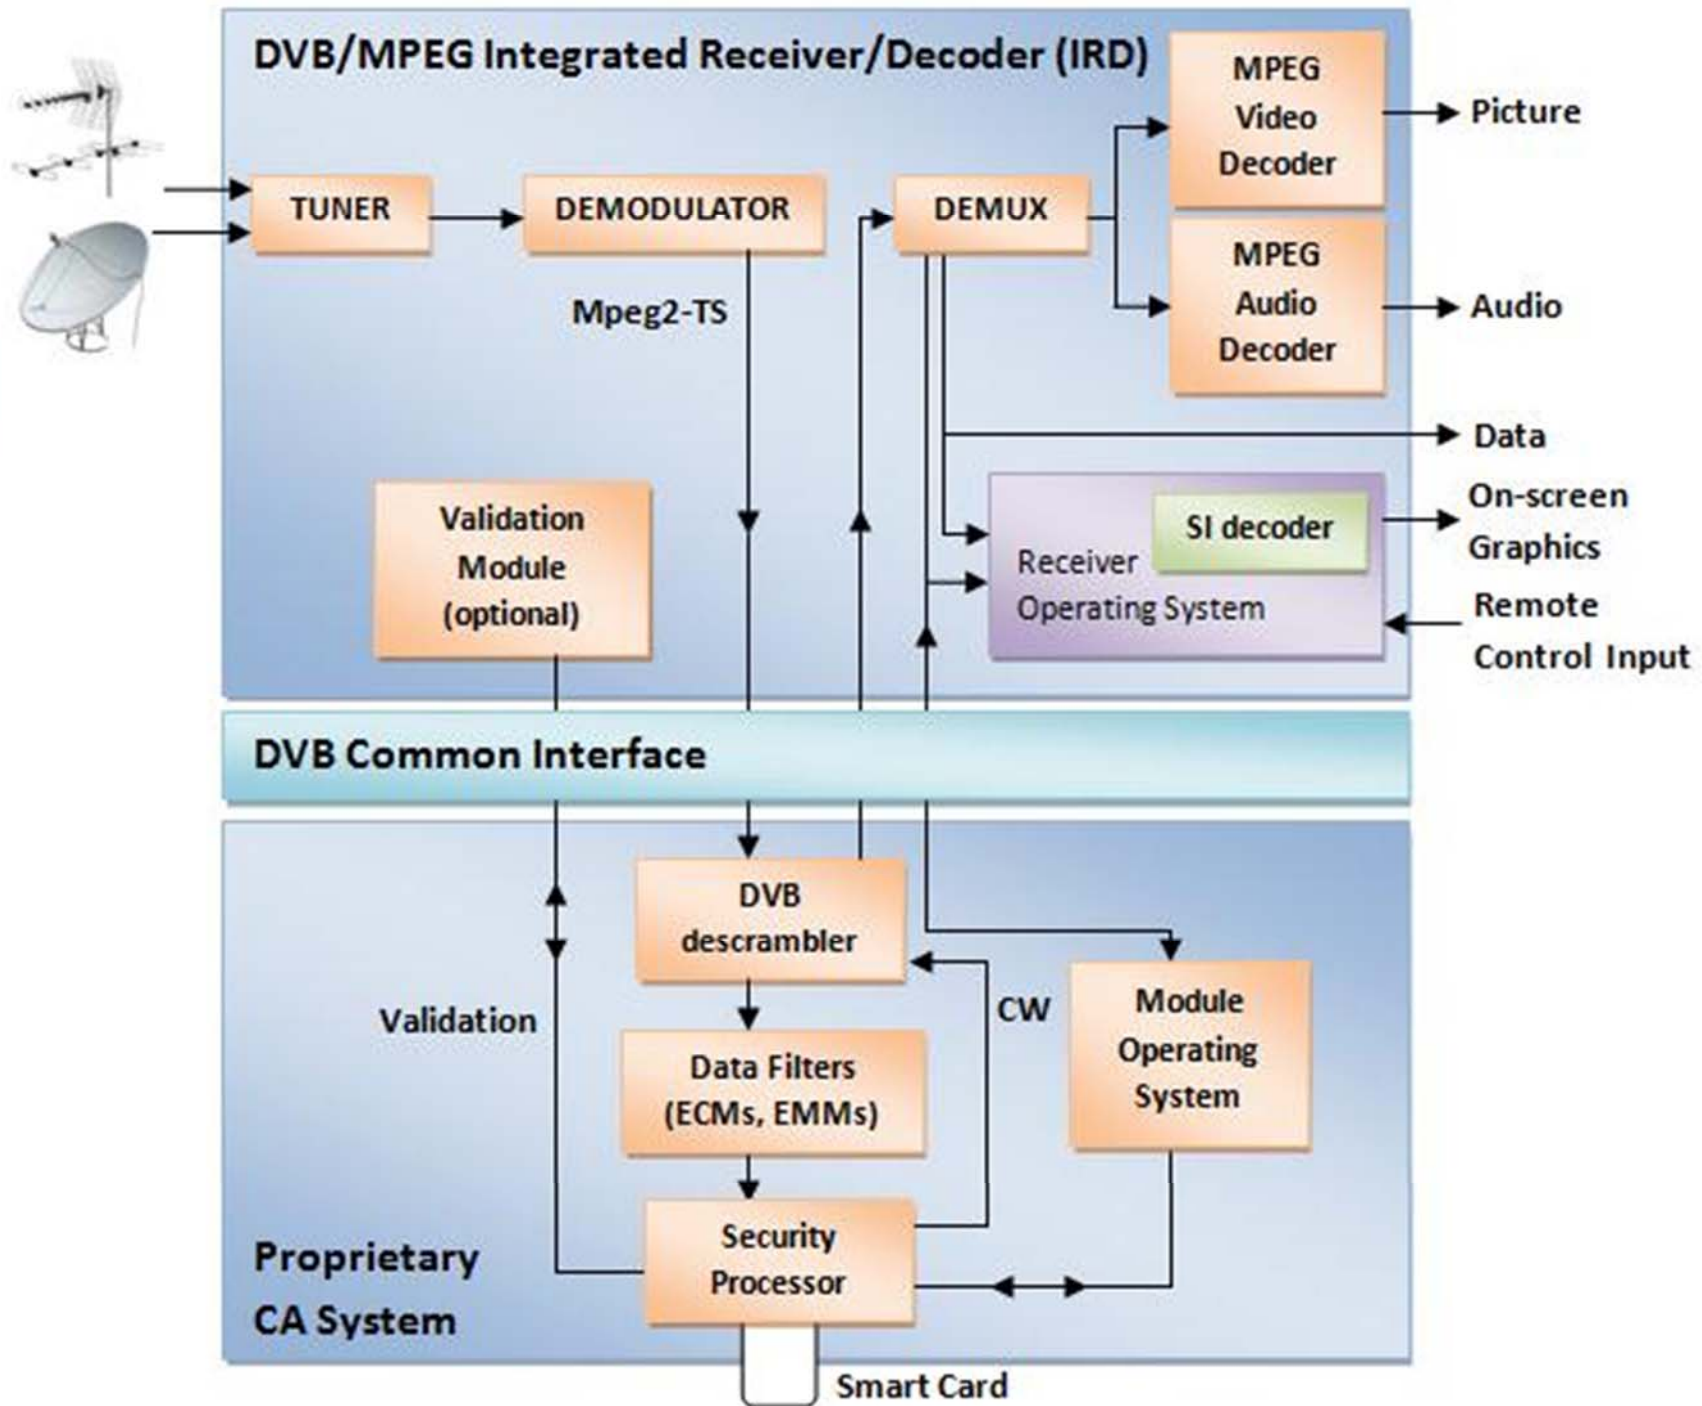 DVB/MPEG Integrated Receiver/Decoder (IRD)
MPEG
Video
Decoder
Picture
TUNER
DEMODULATOR
DEMUX
MPEG
Audio
Decoder
Audio
Mpeg2-TS
Data
Validation
Module
(optional)
SI decoder
Receiver
Operating System
On-screen
Graphics
Remote
Control Input
DVB Common Interface
DVB
descrambler
Validation
CW
Module
Operating
System
Data Filters
(ECMs, EMMs)
Security
Processor
Proprietary
CA System
Smart Card